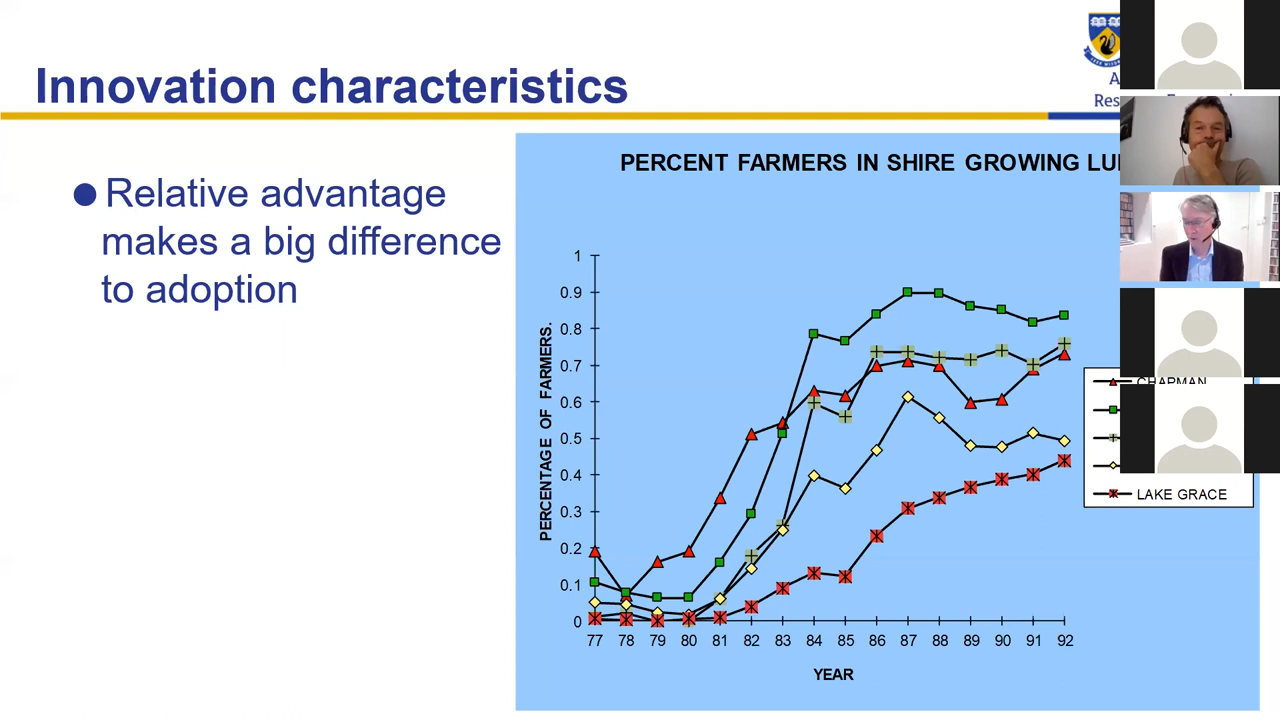 Innovation characteristics
A
Res
● Relative advantage
makes a big difference
to adoption
PERCENT FARMERS IN SHIRE GROWING
PERCENTAGE OF FARMERS.
1
0.9
0.8
0.7
0.6
0.5
0.4
0.3
0.2
0.1
0
77 78 79 80 81 82 83 84 85 86 87 88 89 90 91 92
YEAR
CHAPMAN
LAKE GRACE